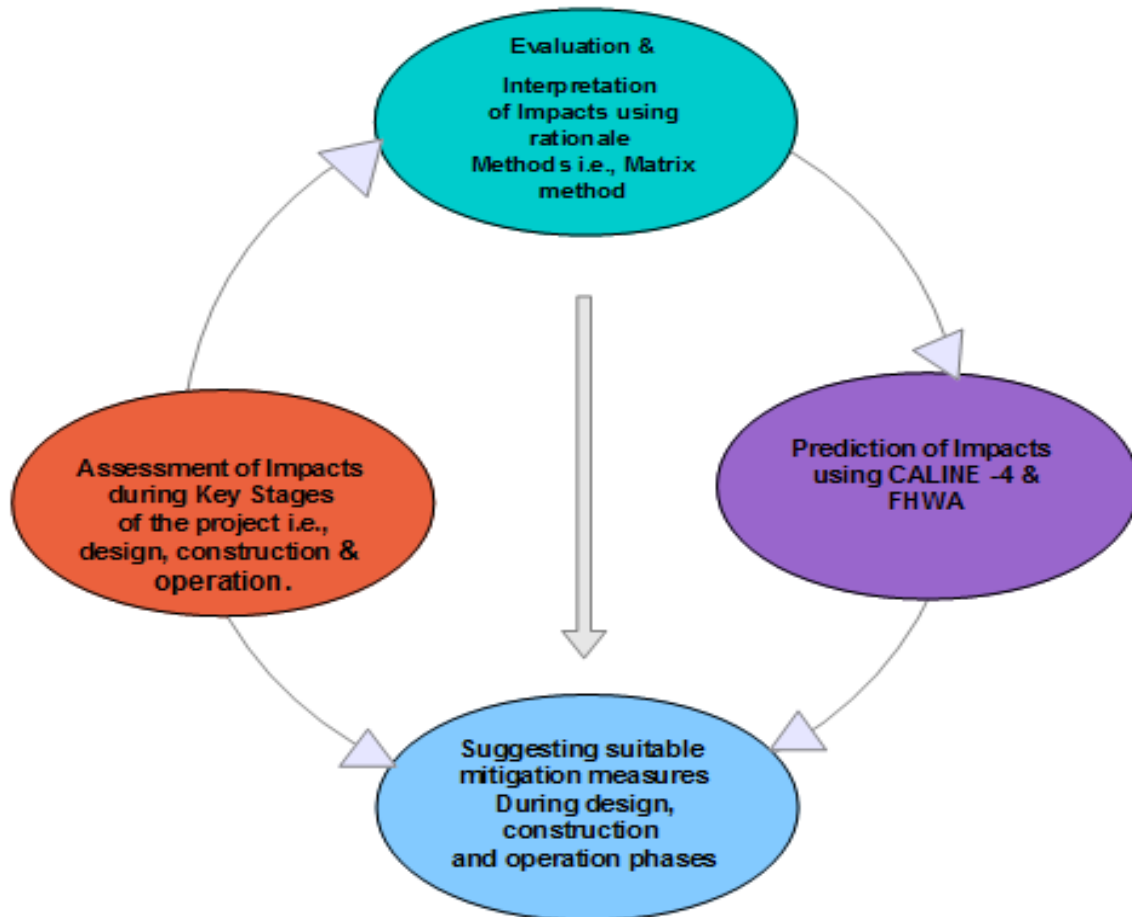 Evaluation &
Interpretation
of Impacts using
rationale
Methods i.e., Matrix
method
Assessment of Impacts
during Key Stages
of the project i.e.,
design, construction &
operation.
Prediction of Impacts
using CALINE -4 &
FHWA
Suggesting suitable
mitigation measures
During design,
construction
and operation phases